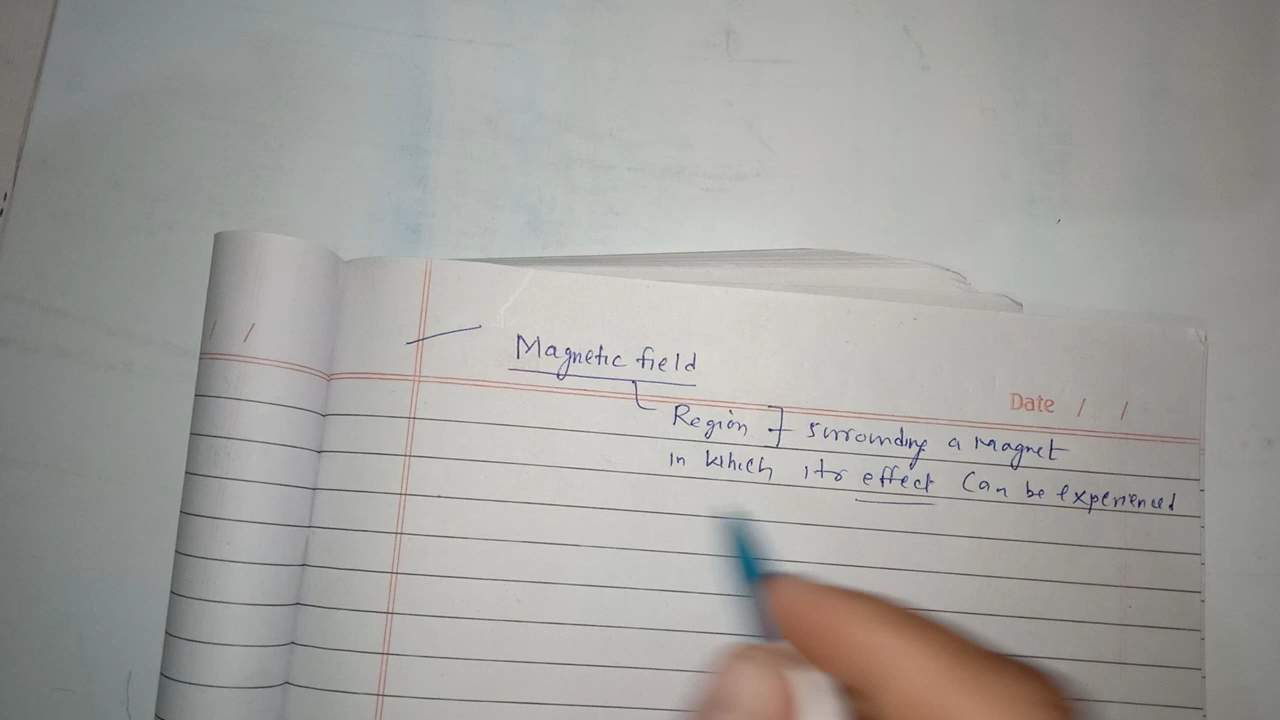 Magnetic field
Date / /
Region surrounding a Magnet
in which its effect Can be experienced